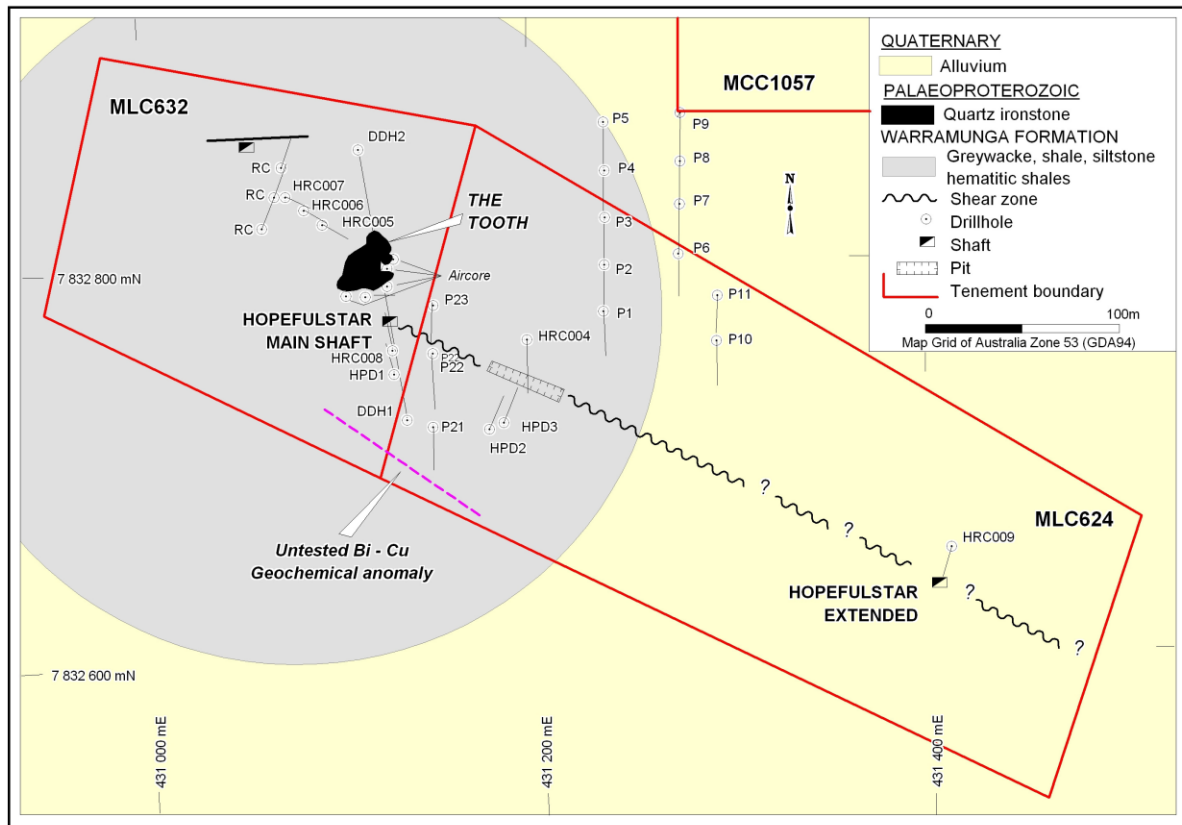 MLC632
MCC1057
QUATERNARY
Alluvium
PALAEOPROTEROZOIC
Quartz ironstone
WARRAMUNGA FORMATION
Greywacke, shale, siltstone
hematitic shales
Shear zone
Drillhole
Shaft
Pit
Tenement boundary
0 100m
Map Grid of Australia Zone 53 (GDA94)
N
DDH2
P5
P9
RC
P4
P8
RC
HRC007
HRC006
THE
TOOTH
P7
RC
HRC005
P3
P6
7 832 800 mN
Aircore
P2
P23
P11
P1
HOPEFULSTAR
MAIN SHAFT
HRC004
P10
HRC008
P22
P22
HPD1
DDH1
P21
HPD2
HPD3
?
?
MLC624
Untested Bi - Cu
Geochemical anomaly
HRC009
HOPEFULSTAR
EXTENDED
?
?
7 832 600 mN
431 000 mE
431 200 mE
431 400 mE